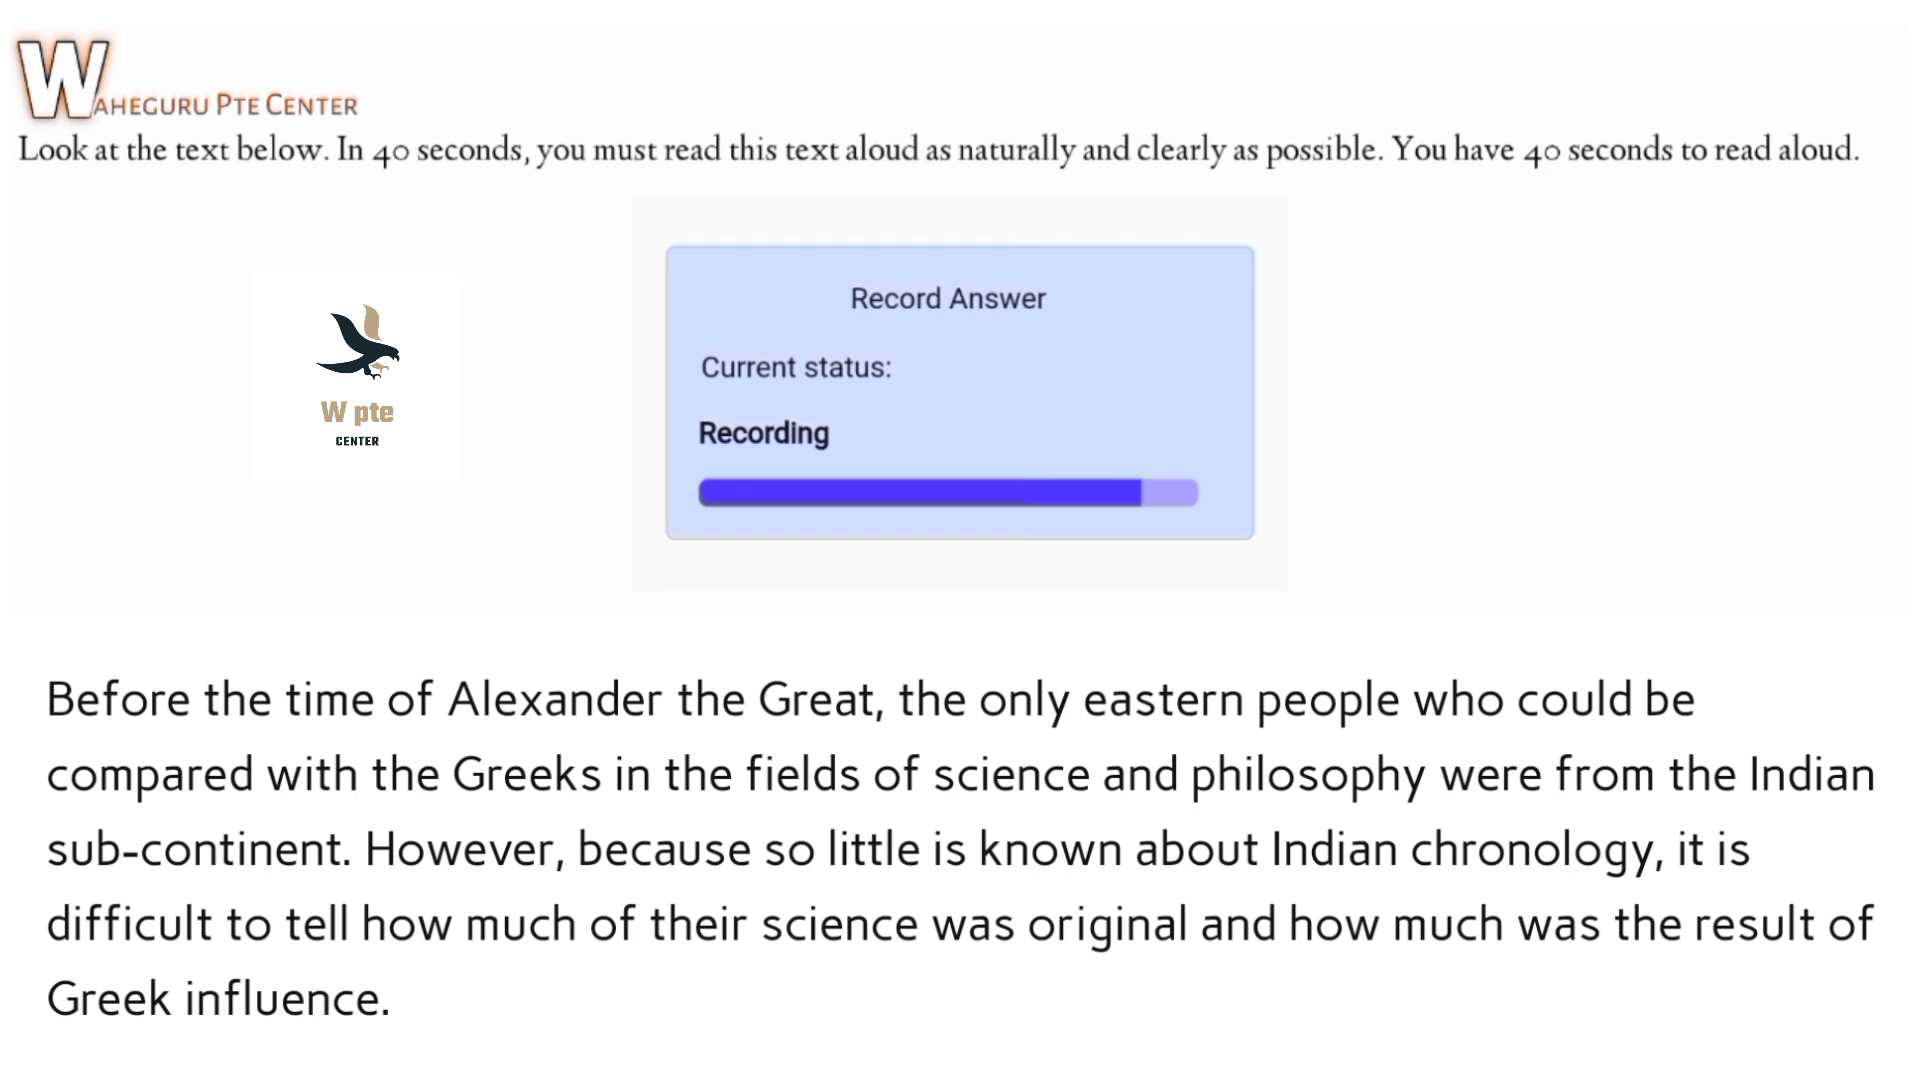 WAHEGURU PTE CENTER
Look at the text below. In 40 seconds, you must read this text aloud as naturally and clearly as possible. You have 40 seconds to read aloud.
Record Answer
Current status:
Recording
W pte
CENTER
Before the time of Alexander the Great, the only eastern people who could be
compared with the Greeks in the fields of science and philosophy were from the Indian
sub-continent. However, because so little is known about Indian chronology, it is
difficult to tell how much of their science was original and how much was the result of
Greek influence.